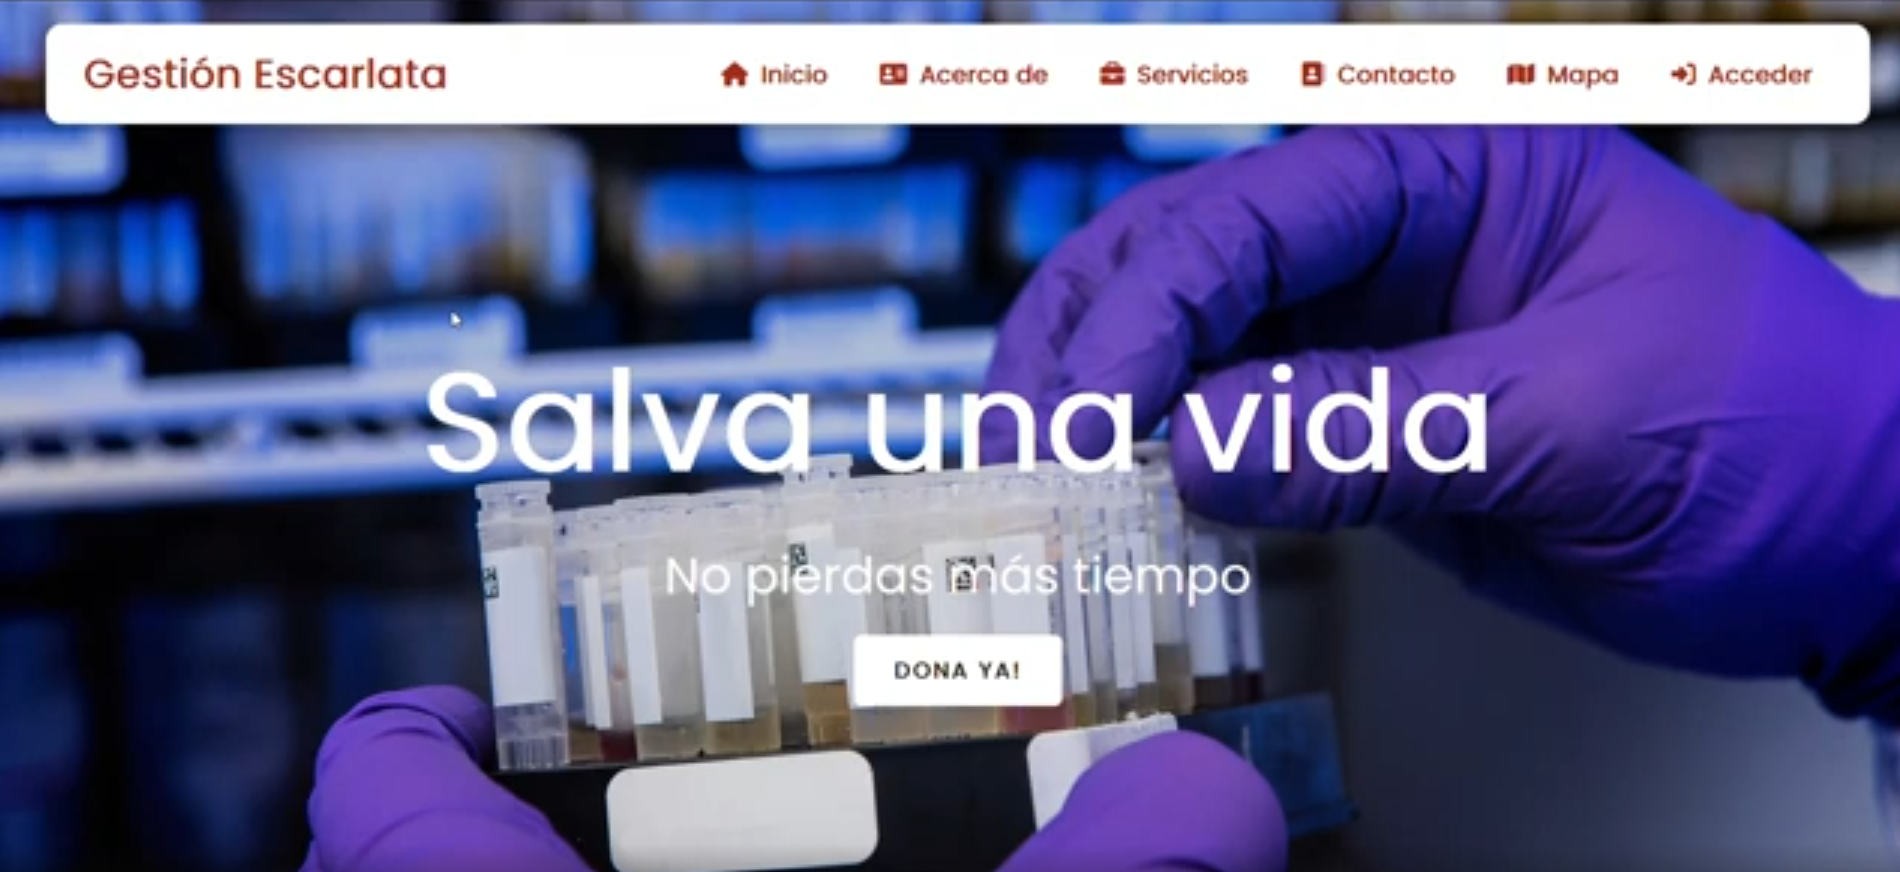 Gestión Escarlata
Inicio
Acerca de
Servicios
Contacto
Mapa
Acceder
Salva una vida
No pierdas más tiempo
DONA YA!